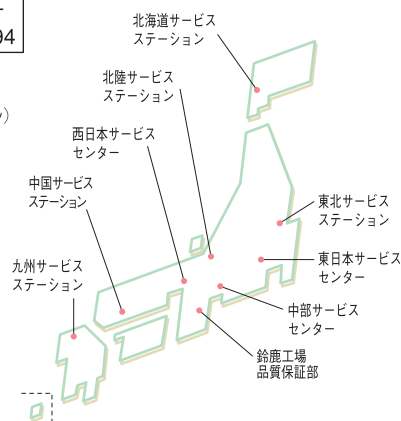 94
北海道サービス
ステーション
北陸サービス
ステーション
西日本サービス
センター
中国サービス
ステーション
九州サービス
ステーション
東北サービス
ステーション
東日本サービス
センター
中部サービス
センター
鈴鹿工場
品質保証部